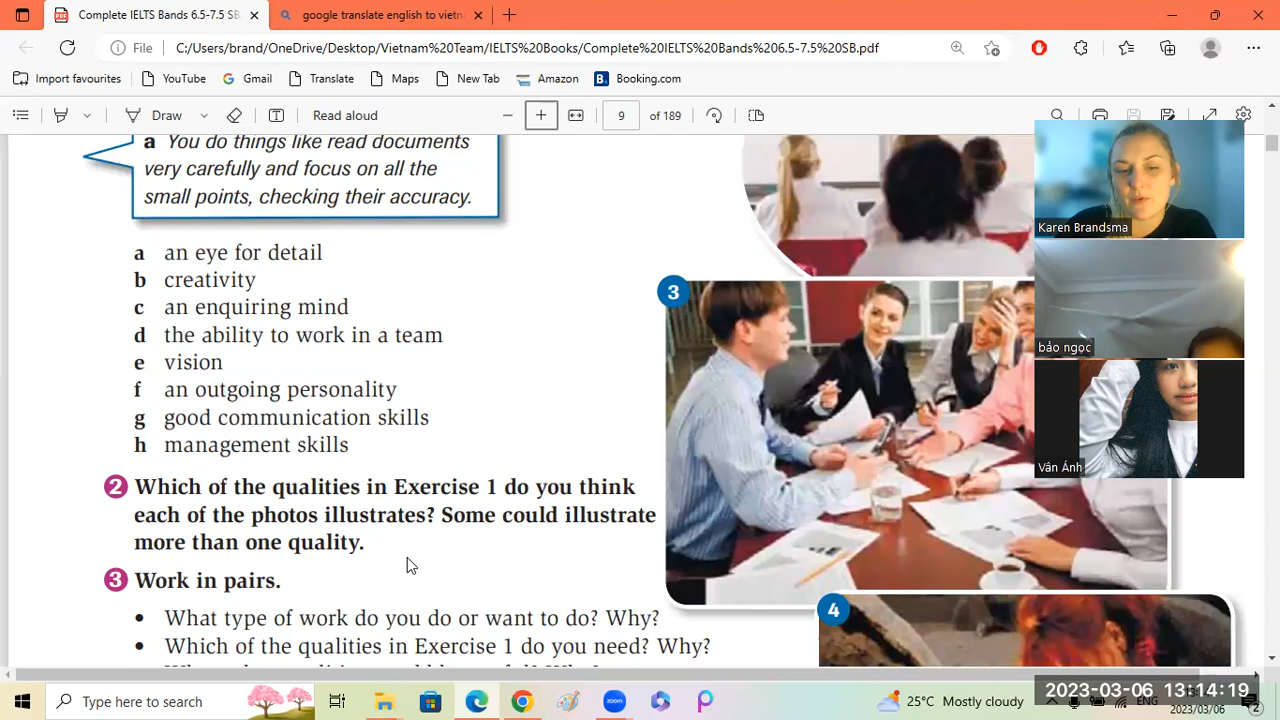 Complete IELTS Bands 6.5-7.5 SB.
google translate english to vietn
File
C:/Users/brand/OneDrive/Desktop/Vietnam%20Team/IELTS%20Books/Complete%20IELTS%20Bands%206.5-7.5%20SB.pdf
Import favourites
YouTube
Gmail
Translate
Maps
New Tab
Amazon
Booking.com
Draw
Read aloud
9
of 189
a You do things like read documents
very carefully and focus on all the
small points, checking their accuracy.
a an eye for detail
b creativity
c an enquiring mind
d the ability to work in a team
e vision
f an outgoing personality
g good communication skills
h management skills
2 Which of the qualities in Exercise 1 do you think
each of the photos illustrates? Some could illustrate
more than one quality.
3 Work in pairs.
• What type of work do you do or want to do? Why?
• Which of the qualities in Exercise 1 do you need? Why?
3
4
Karen Brandsma
bảo ngọc
Vân Ánh
Type here to search
zoom
25°C Mostly cloudy
ENG
2023-03-06 13:14:19
2023/03/06
2